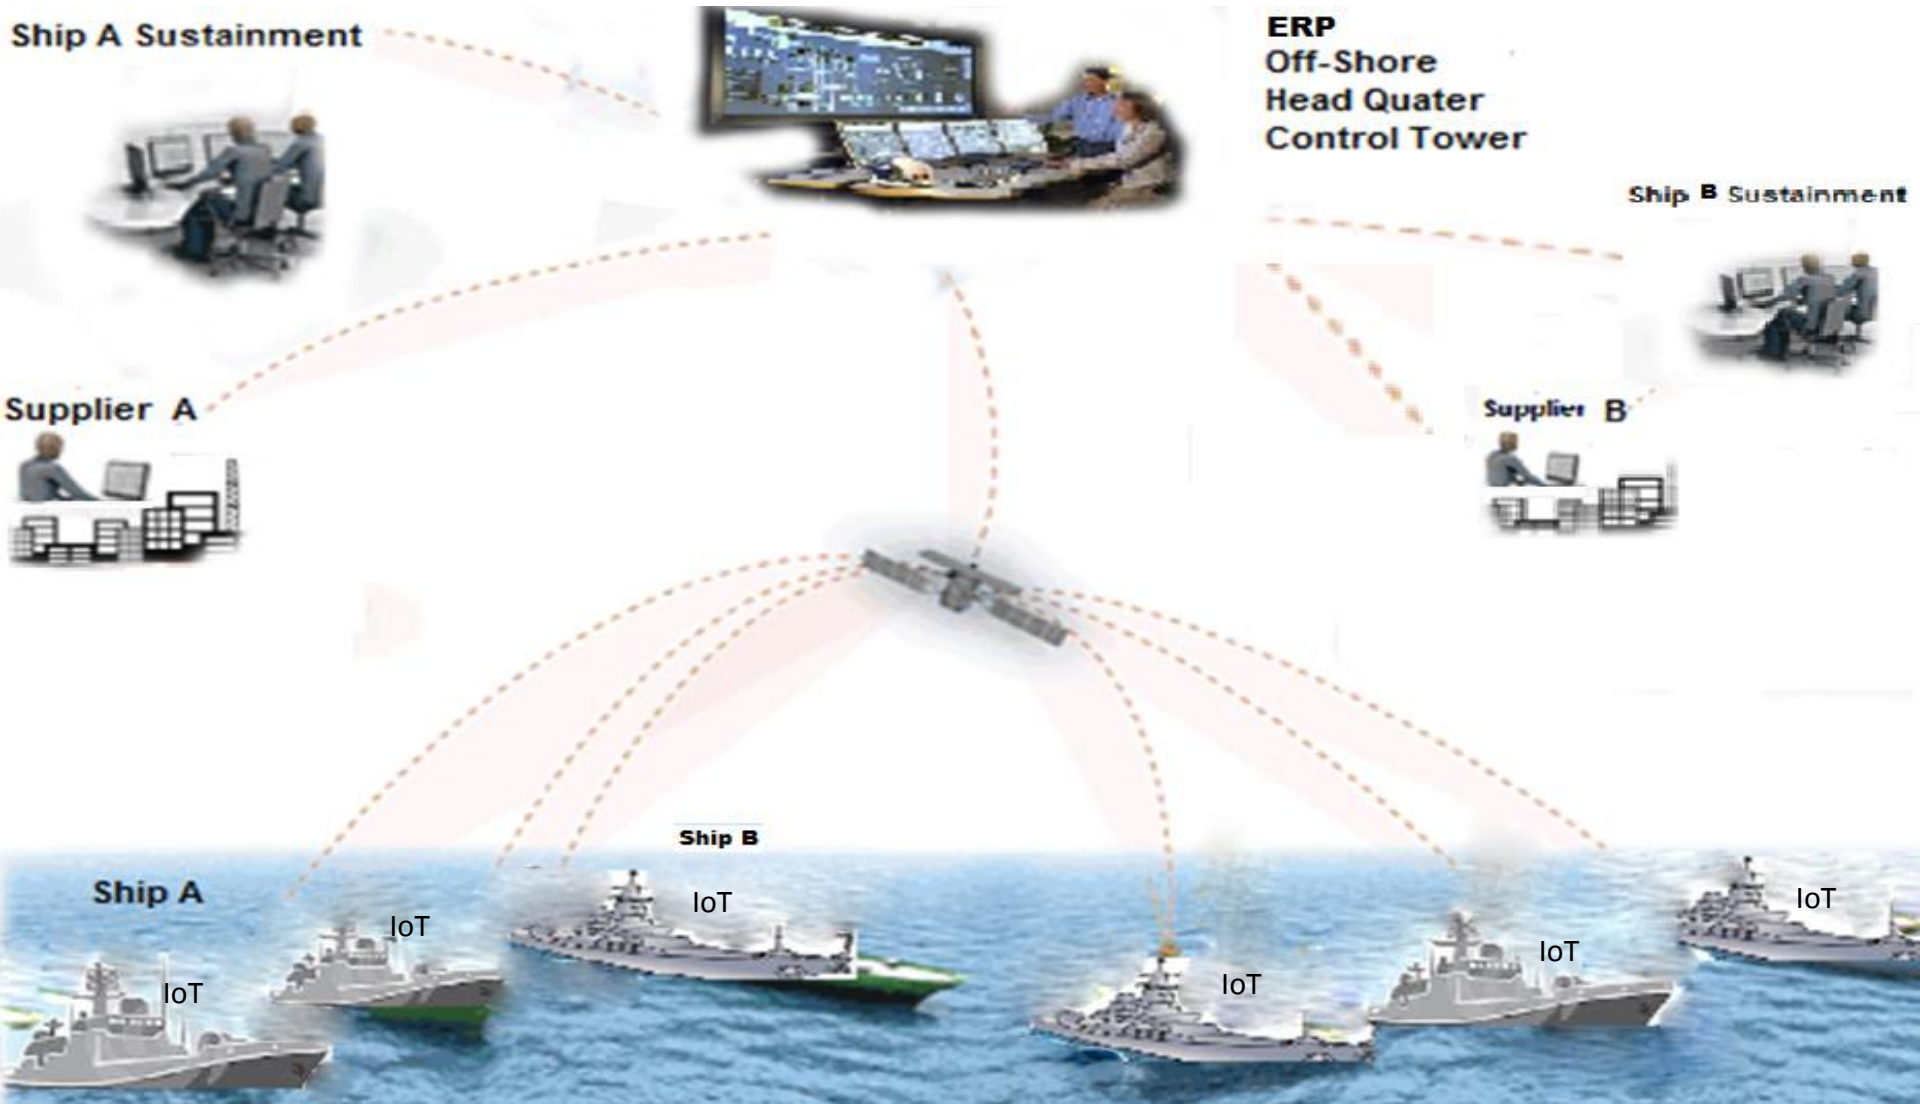 Ship A Sustainment
ERP
Off-Shore
Head Quater
Control Tower
Ship B Sustainment
Supplier A
Supplier B
Ship B
Ship A
IoT
IoT
IoT
IoT
IoT
IoT